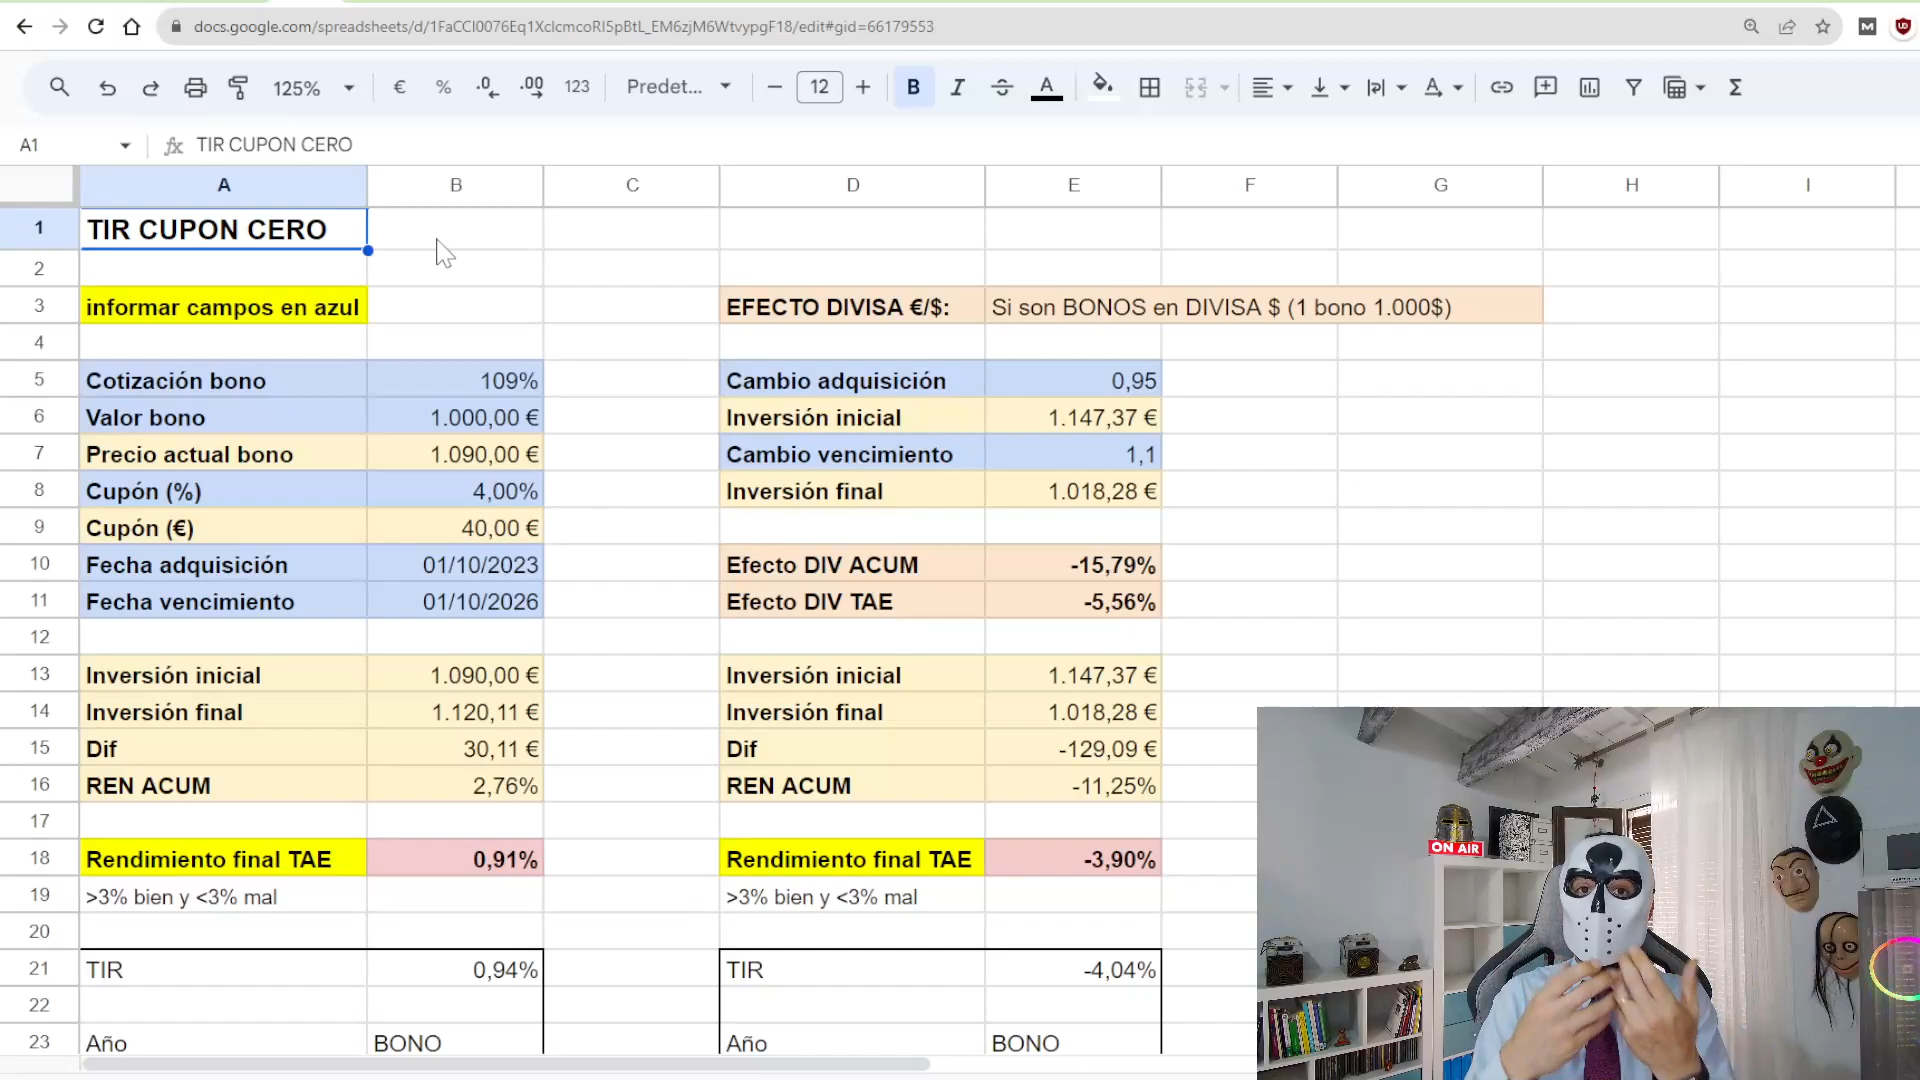 docs.google.com/spreadsheets/d/1FaCCl0076Eq1XclcmcoRI5pBtL_EM6zjM6WtvypgF18/edit#gid=66179553
125% € % .0 .00 123 Predet... 12 B I A A Σ
A1 fx TIR CUPON CERO
A B C D E F G H I
1 TIR CUPON CERO
2
3 informar campos en azul EFECTO DIVISA €/$: Si son BONOS en DIVISA $ (1 bono 1.000$)
4
5 Cotización bono 109% Cambio adquisición 0,95
6 Valor bono 1.000,00 € Inversión inicial 1.147,37 €
7 Precio actual bono 1.090,00 € Cambio vencimiento 1,1
8 Cupón (%) 4,00% Inversión final 1.018,28 €
9 Cupón (€) 40,00 €
10 Fecha adquisición 01/10/2023 Efecto DIV ACUM -15,79%
11 Fecha vencimiento 01/10/2026 Efecto DIV TAE -5,56%
12
13 Inversión inicial 1.090,00 € Inversión inicial 1.147,37 €
14 Inversión final 1.120,11 € Inversión final 1.018,28 €
15 Dif 30,11 € Dif -129,09 €
16 REN ACUM 2,76% REN ACUM -11,25%
17
18 Rendimiento final TAE 0,91% Rendimiento final TAE -3,90%
19 >3% bien y <3% mal >3% bien y <3% mal
20
21 TIR 0,94% TIR -4,04%
22
23 Año BONO Año BONO
ON AIR